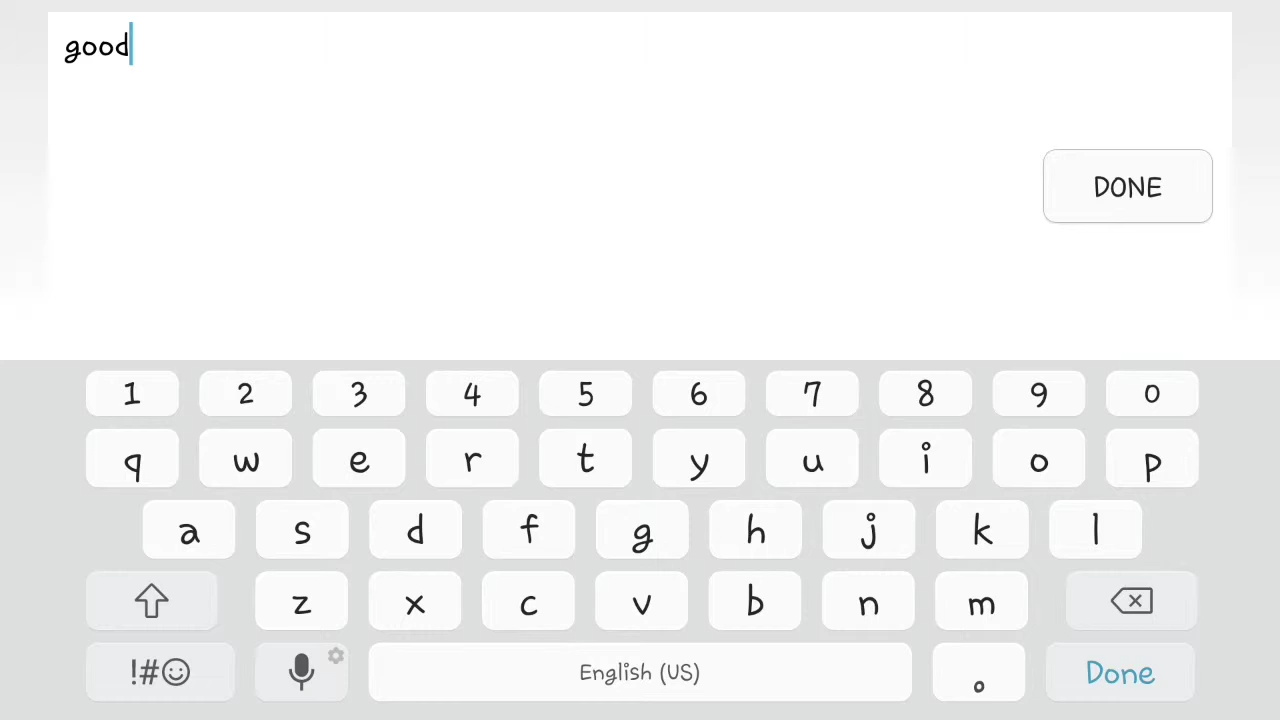 good
DONE
1 2 3 4 5 6 7 8 9 0
q w e r t y u i o p
a s d f g h j k l
z x c v b n m
!#☺ English (US) . Done